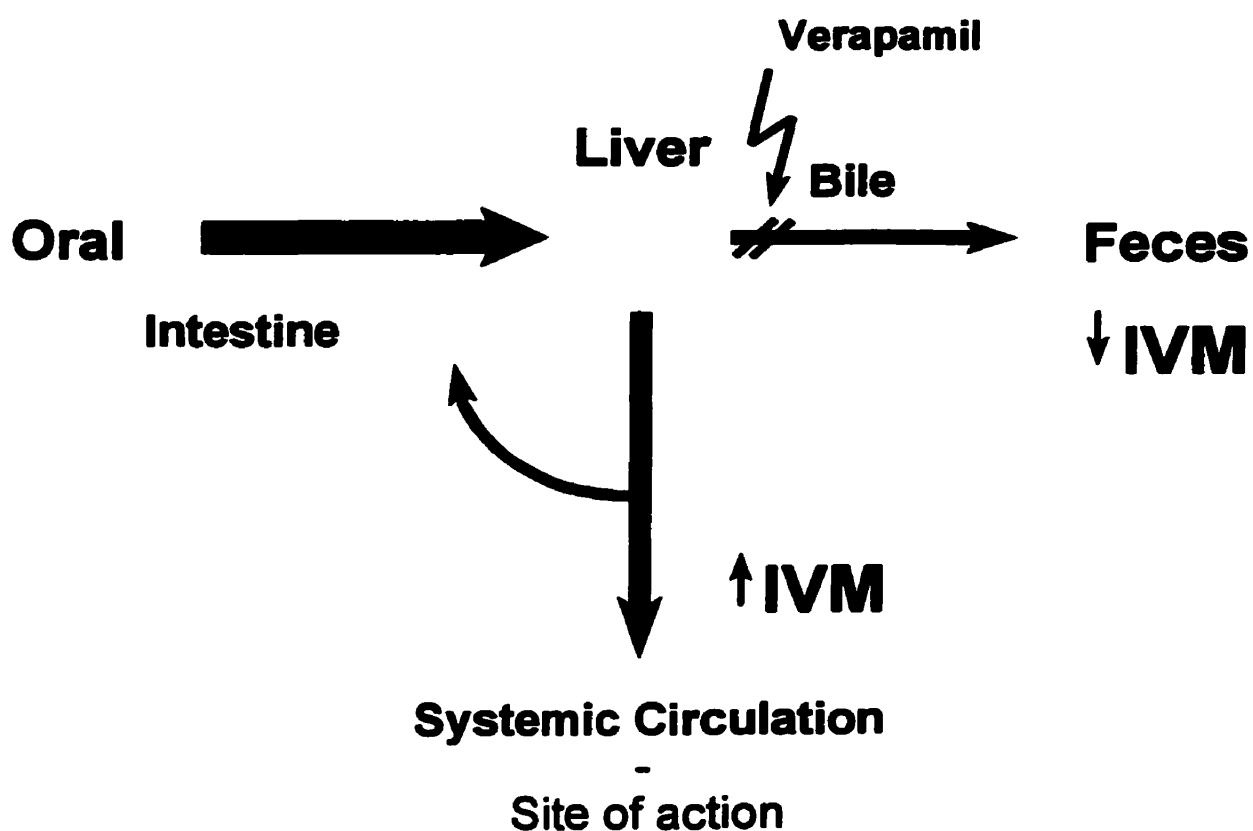 Verapamil
Liver
Bile
Oral
Feces
Intestine
↓ IVM
↑ IVM
Systemic Circulation
-
Site of action